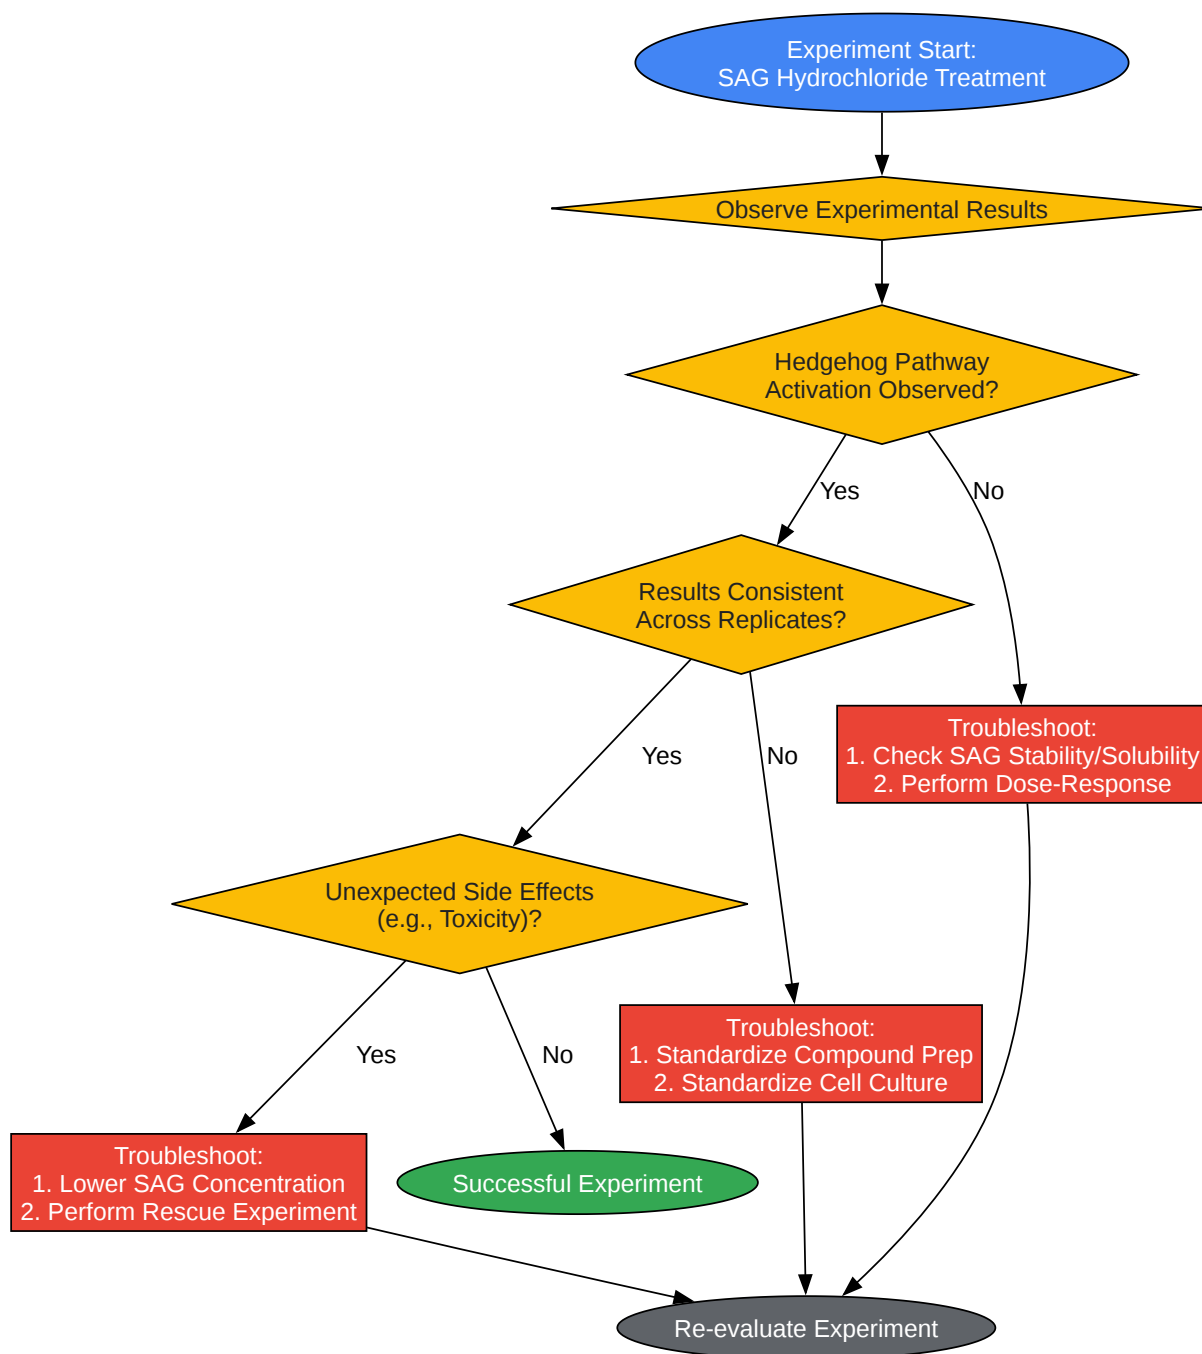 Experiment Start:
SAG Hydrochloride Treatment
Observe Experimental Results
Hedgehog Pathway
Activation Observed?
Yes
No
Results Consistent
Across Replicates?
Troubleshoot:
1. Check SAG Stability/Solubility
2. Perform Dose-Response
Yes
No
Unexpected Side Effects
(e.g., Toxicity)?
Troubleshoot:
1. Standardize Compound Prep
2. Standardize Cell Culture
Yes
No
Troubleshoot:
1. Lower SAG Concentration
2. Perform Rescue Experiment
Successful Experiment
Re-evaluate Experiment